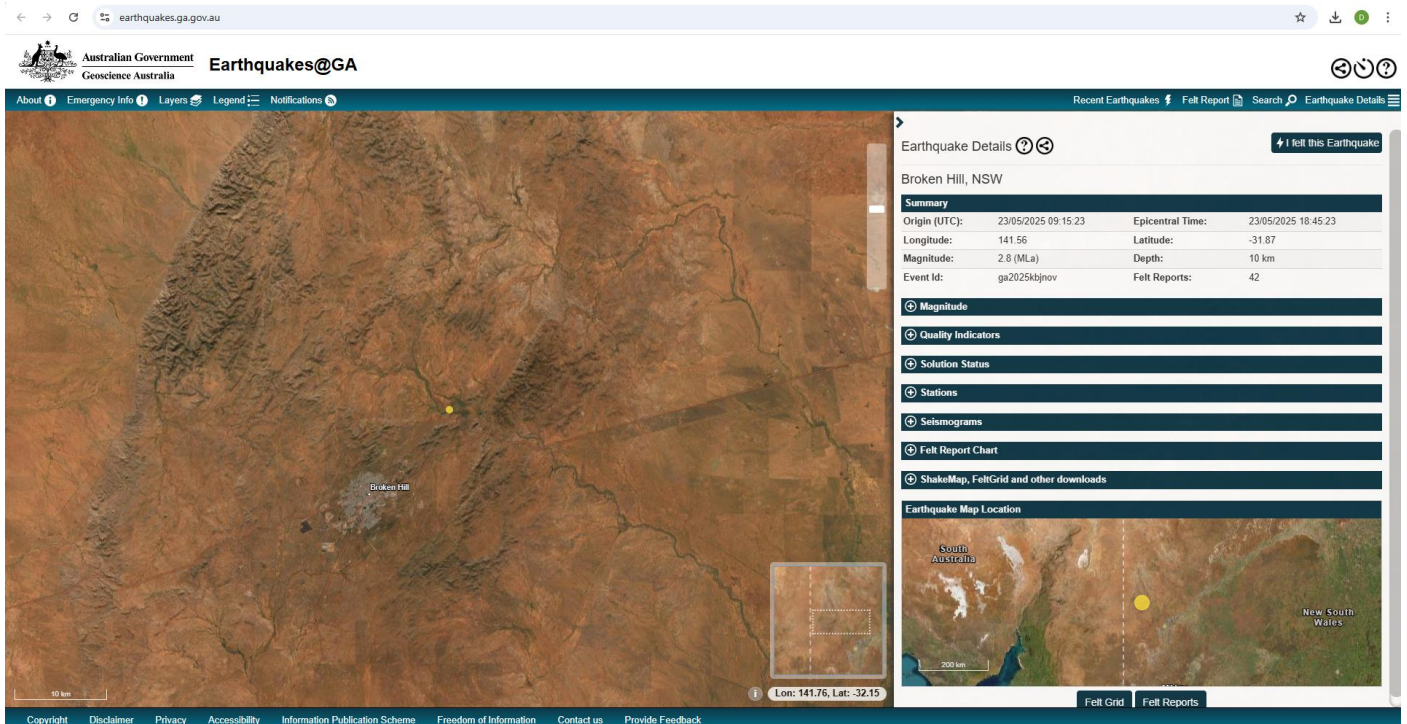 earthquakes.ga.gov.au
D
Australian Government
Geoscience Australia
Earthquakes@GA
About Emergency Info Layers Legend Notifications
Recent Earthquakes Felt Report Search Earthquake Details
Earthquake Details
I felt this Earthquake
Broken Hill, NSW
Summary
Origin (UTC): 23/05/2025 09:15:23 Epicentral Time: 23/05/2025 18:45:23
Longitude: 141.56 Latitude: -31.87
Magnitude: 2.8 (MLa) Depth: 10 km
Event Id: ga2025kbjnov Felt Reports: 42
Magnitude
Quality Indicators
Solution Status
Stations
Seismograms
Felt Report Chart
ShakeMap, FeltGrid and other downloads
Earthquake Map Location
Broken Hill
South
Australia
New South
Wales
200 km
10 km
Lon: 141.76, Lat: -32.15
Felt Grid Felt Reports
Copyright Disclaimer Privacy Accessibility Information Publication Scheme Freedom of Information Contact us Provide Feedback